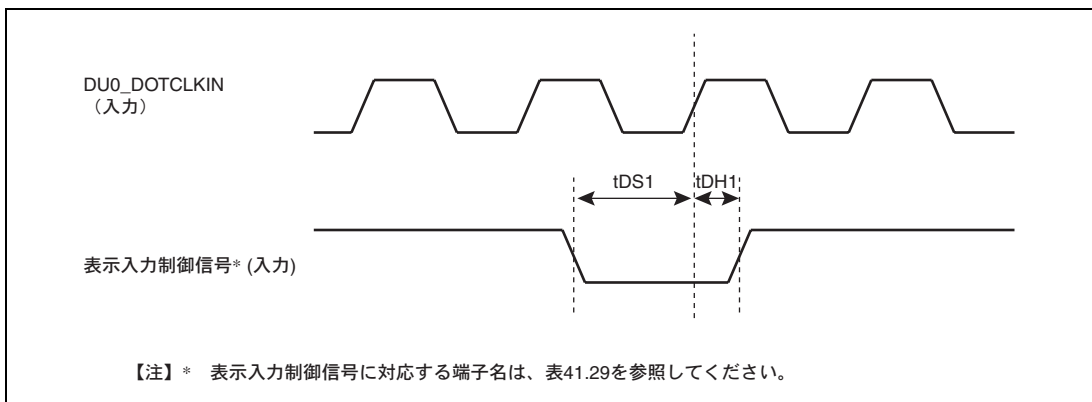 DU0_DOTCLKIN
（入力）
tDS1
tDH1
表示入力制御信号* (入力)
【注】* 表示入力制御信号に対応する端子名は、表41.29を参照してください。